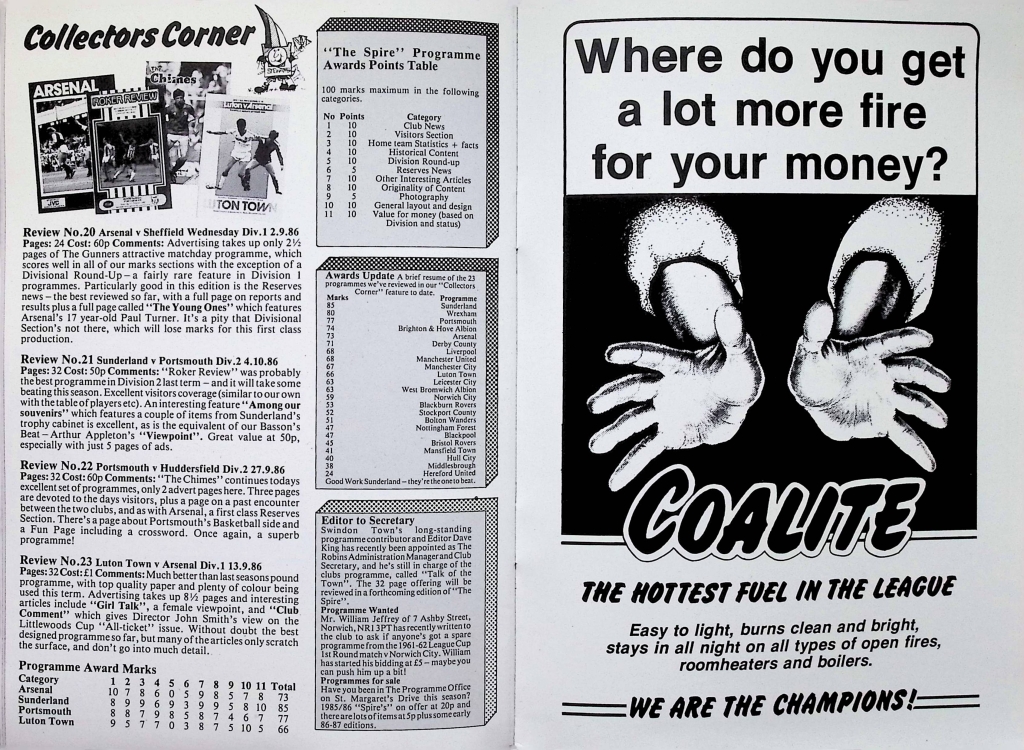 Collectors Corner
ARSENAL
ROKER REVIEW
Chimes
Luton v Arsenal
LUTON TOWN
JVC
Review No.20 Arsenal v Sheffield Wednesday Div.1 2.9.86
Pages: 24 Cost: 60p Comments: Advertising takes up only 2½
pages of The Gunners attractive matchday programme, which
scores well in all of our marks sections with the exception of a
Divisional Round-Up – a fairly rare feature in Division 1
programmes. Particularly good in this edition is the Reserves
news – the best reviewed so far, with a full page on reports and
results plus a full page called "The Young Ones" which features
Arsenal's 17 year-old Paul Turner. It's a pity that Divisional
Section's not there, which will lose marks for this first class
production.
Review No.21 Sunderland v Portsmouth Div.2 4.10.86
Pages: 32 Cost: 50p Comments: "Roker Review" was probably
the best programme in Division 2 last term – and it will take some
beating this season. Excellent visitors coverage (similar to our own
with the table of players etc). An interesting feature "Among our
souvenirs" which features a couple of items from Sunderland's
trophy cabinet is excellent, as is the equivalent of our Basson's
Beat – Arthur Appleton's "Viewpoint". Great value at 50p,
especially with just 5 pages of ads.
Review No.22 Portsmouth v Huddersfield Div.2 27.9.86
Pages: 32 Cost: 60p Comments: "The Chimes" continues todays
excellent set of programmes, only 2 advert pages here. Three pages
are devoted to the days visitors, plus a page on a past encounter
between the two clubs, and as with Arsenal, a first class Reserves
Section. There's a page about Portsmouth's Basketball side and
a Fun Page including a crossword. Once again, a superb
programme!
Review No.23 Luton Town v Arsenal Div.1 13.9.86
Pages: 32 Cost: £1 Comments: Much better than last seasons pound
programme, with top quality paper and plenty of colour being
used this term. Advertising takes up 8½ pages and interesting
articles include "Girl Talk", a female viewpoint, and "Club
Comment" which gives Director John Smith's view on the
Littlewoods Cup "All-ticket" issue. Without doubt the best
designed programme so far, but many of the articles only scratch
the surface, and don't go into much detail.
Programme Award Marks
Category 1 2 3 4 5 6 7 8 9 10 11 Total
Arsenal 10 7 8 6 0 5 9 8 5 7 8 73
Sunderland 8 9 9 6 9 3 9 9 5 8 10 85
Portsmouth 8 8 7 9 8 5 8 7 4 6 7 77
Luton Town 9 5 7 7 0 3 8 7 5 10 5 66
"The Spire" Programme
Awards Points Table
100 marks maximum in the following
categories.
No Points Category
1 10 Club News
2 10 Visitors Section
3 10 Home team Statistics + facts
4 10 Historical Content
5 10 Division Round-up
6 5 Reserves News
7 10 Other Interesting Articles
8 10 Originality of Content
9 5 Photography
10 10 General layout and design
11 10 Value for money (based on
Division and status)
Awards Update A brief resume of the 23
programmes we've reviewed in our "Collectors
Corner" feature to date.
Marks Programme
85 Sunderland
80 Wrexham
77 Portsmouth
74 Brighton & Hove Albion
73 Arsenal
71 Derby County
68 Liverpool
68 Manchester United
67 Manchester City
66 Luton Town
63 Leicester City
63 West Bromwich Albion
59 Norwich City
53 Blackburn Rovers
52 Stockport County
51 Bolton Wanders
47 Nottingham Forest
47 Blackpool
45 Bristol Rovers
41 Mansfield Town
40 Hull City
38 Middlesbrough
24 Hereford United
Good Work Sunderland – they're the one to beat.
Editor to Secretary
Swindon Town's long-standing
programme contributor and Editor Dave
King has recently been appointed as The
Robins Administration Manager and Club
Secretary, and he's still in charge of the
clubs programme, called "Talk of the
Town". The 32 page offering will be
reviewed in a forthcoming edition of "The
Spire".
Programme Wanted
Mr. William Jeffrey of 7 Ashby Street,
Norwich, NR1 3PT has recently written to
the club to ask if anyone's got a spare
programme from the 1961-62 League Cup
1st Round match v Norwich City. William
has started his bidding at £5 – maybe you
can push him up a bit!
Programmes for sale
Have you been in The Programme Office
on St. Margaret's Drive this season?
1985/86 "Spire's" on offer at 20p and
there are lots of items at 5p plus some early
86-87 editions.
Where do you get
a lot more fire
for your money?
COALITE
THE HOTTEST FUEL IN THE LEAGUE
Easy to light, burns clean and bright,
stays in all night on all types of open fires,
roomheaters and boilers.
WE ARE THE CHAMPIONS!